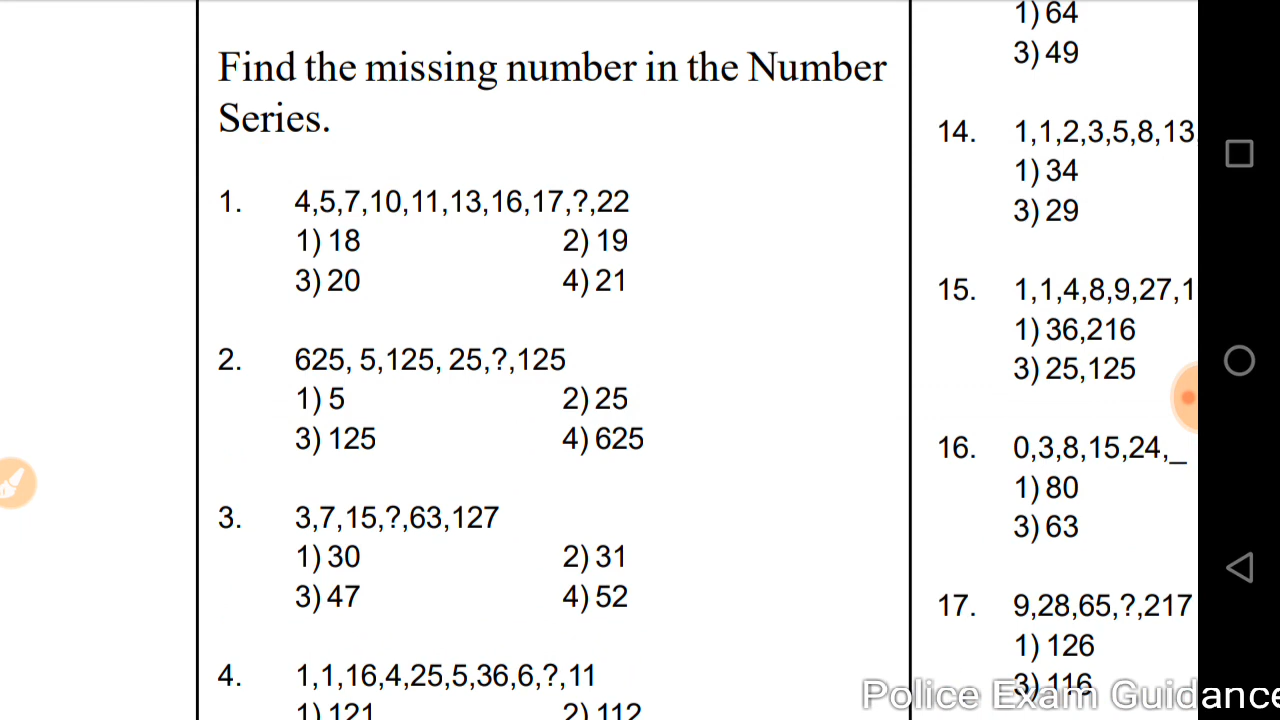 Find the missing number in the Number
Series.
1. 4,5,7,10,11,13,16,17,?,22
1) 18 2) 19
3) 20 4) 21
2. 625, 5,125, 25,?,125
1) 5 2) 25
3) 125 4) 625
3. 3,7,15,?,63,127
1) 30 2) 31
3) 47 4) 52
4. 1,1,16,4,25,5,36,6,?,11
1) 121 2) 112
1) 64
3) 49
14. 1,1,2,3,5,8,13
1) 34
3) 29
15. 1,1,4,8,9,27,1
1) 36,216
3) 25,125
16. 0,3,8,15,24,_
1) 80
3) 63
17. 9,28,65,?,217
1) 126
3) 116
Police Exam Guidance